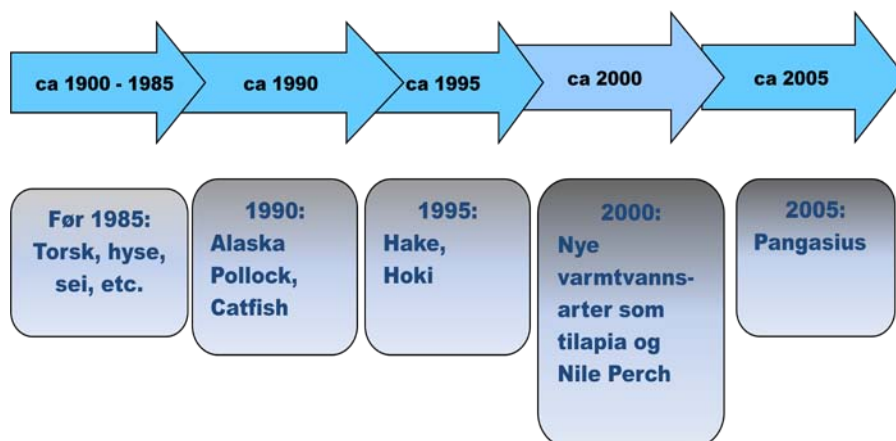 ca 1900 - 1985
ca 1990
ca 1995
ca 2000
ca 2005
Før 1985:
Torsk, hyse,
sei, etc.
1990:
Alaska
Pollock,
Catfish
1995:
Hake,
Hoki
2000:
Nye
varmtvanns-
arter som
tilapia og
Nile Perch
2005:
Pangasius